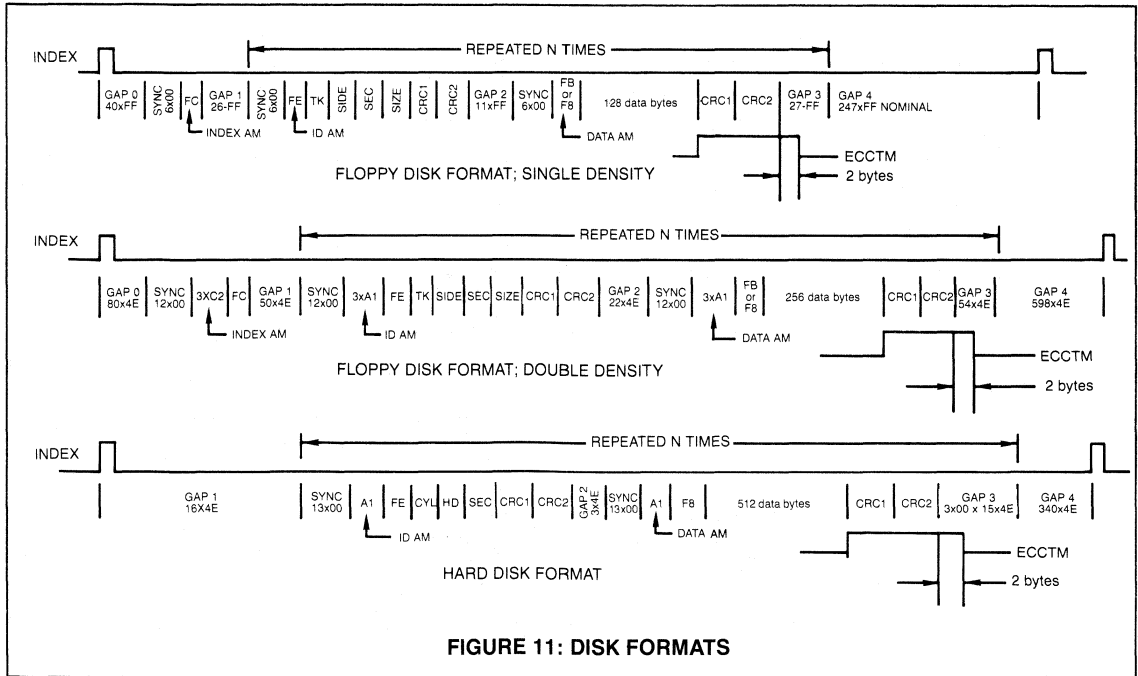 INDEX
REPEATED N TIMES
GAP 0 40xFF
SYNC 6x00
FC
GAP 1 26-FF
SYNC 6x00
FE
TK
SIDE
SEC
SIZE
CRC1
CRC2
GAP 2 11xFF
SYNC 6x00
FB or F8
128 data bytes
CRC1
CRC2
GAP 3 27-FF
GAP 4 247xFF NOMINAL
INDEX AM
ID AM
DATA AM
ECCTM
2 bytes
FLOPPY DISK FORMAT; SINGLE DENSITY
INDEX
REPEATED N TIMES
GAP 0 80x4E
SYNC 12x00
3XC2
FC
GAP 1 50x4E
SYNC 12x00
3xA1
FE
TK
SIDE
SEC
SIZE
CRC1
CRC2
GAP 2 22x4E
SYNC 12x00
3xA1
FB or F8
256 data bytes
CRC1
CRC2
GAP 3 54x4E
GAP 4 598x4E
INDEX AM
ID AM
DATA AM
ECCTM
2 bytes
FLOPPY DISK FORMAT; DOUBLE DENSITY
INDEX
REPEATED N TIMES
GAP 1 16X4E
SYNC 13x00
A1
FE
CYL
HD
SEC
CRC1
CRC2
GAP 2 3x4E
SYNC 13x00
A1
F8
512 data bytes
CRC1
CRC2
GAP 3 3x00 x 15x4E
GAP 4 340x4E
ID AM
DATA AM
ECCTM
2 bytes
HARD DISK FORMAT
FIGURE 11: DISK FORMATS